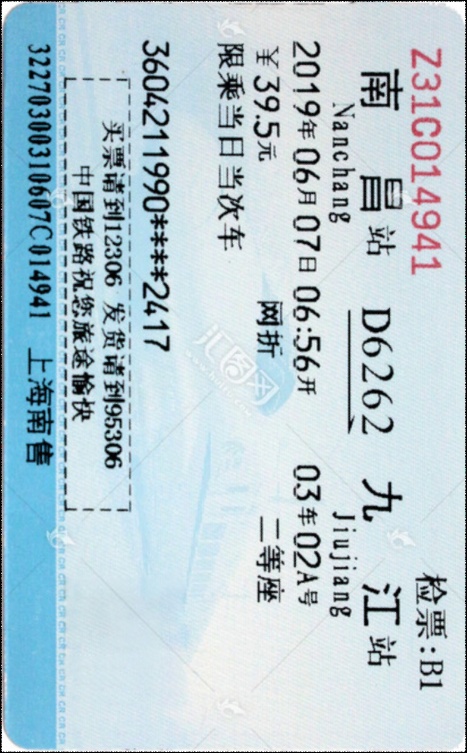 Z31C014941
检票:B1
南昌站 D6262 九江站
Nanchang Jiujiang
2019年06月07日06:56开 03车02A号
￥39.5元 网折 二等座
限乘当日当次车
3604211990****2417
买票请到12306 发货请到95306
中国铁路祝您旅途愉快
32270300310607C014941 上海南售
汇图网